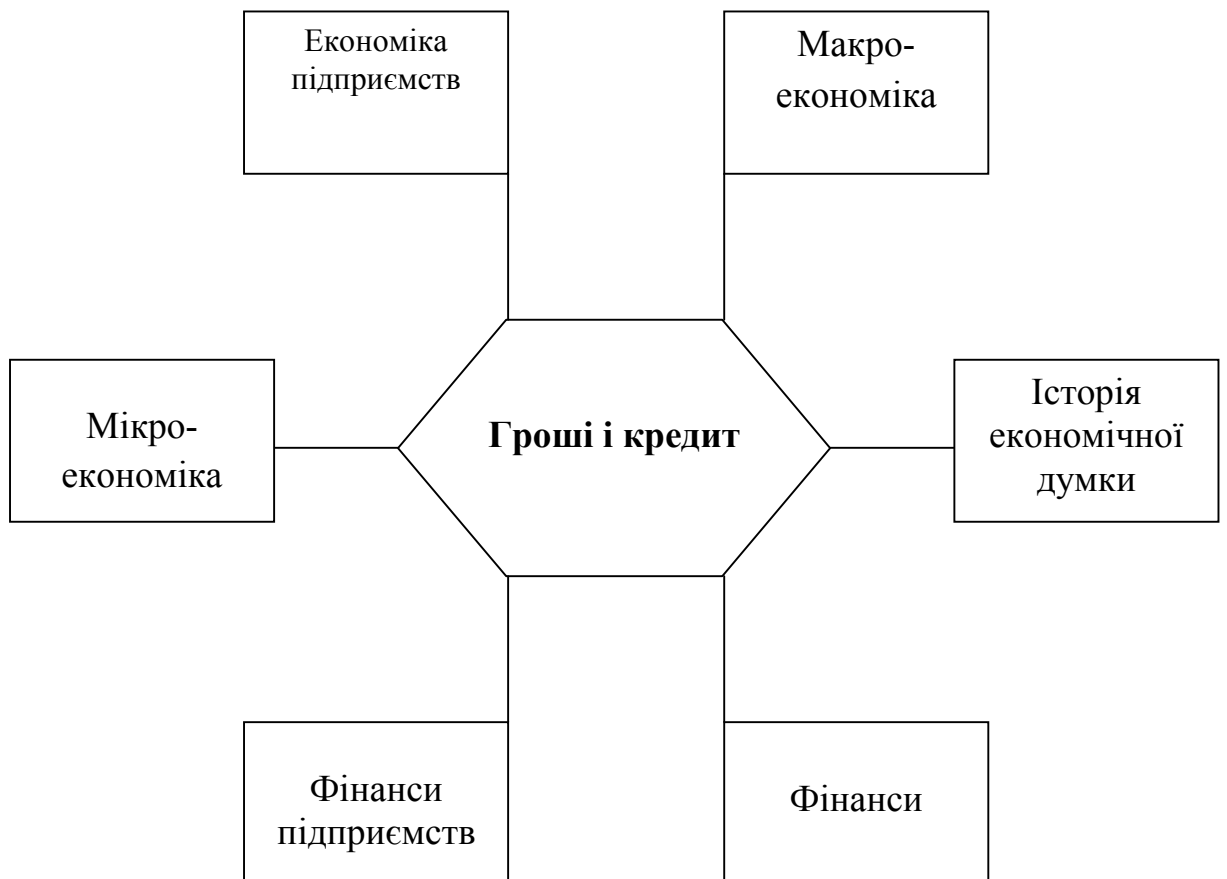 Економіка
підприємств
Макро-
економіка
Мікро-
економіка
Гроші і кредит
Історія
економічної
думки
Фінанси
підприємств
Фінанси